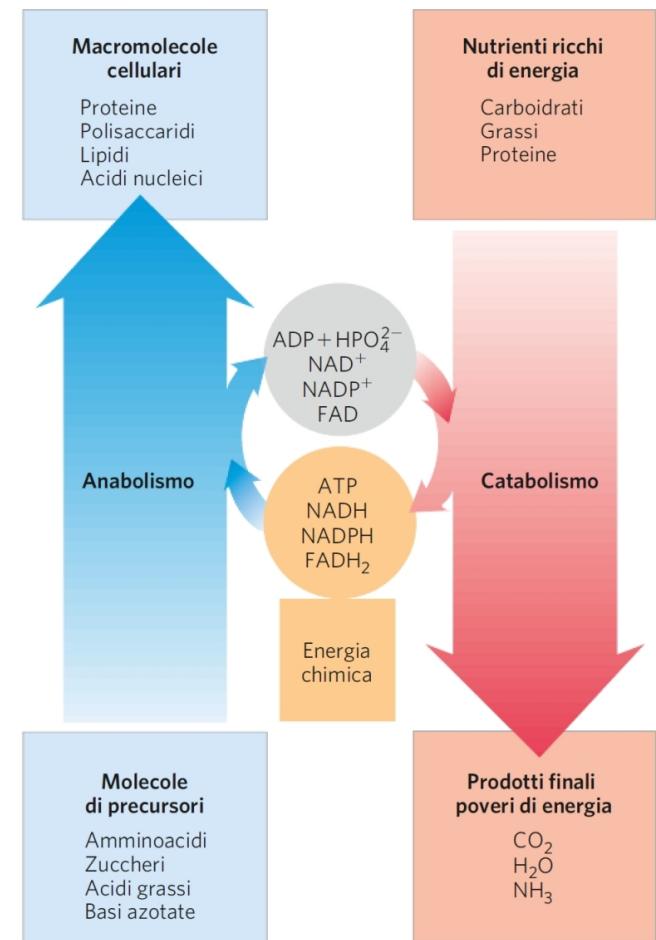 Macromolecole
cellulari
Proteine
Polisaccaridi
Lipidi
Acidi nucleici
Nutrienti ricchi
di energia
Carboidrati
Grassi
Proteine
ADP + HPO₄²⁻
NAD⁺
NADP⁺
FAD
Anabolismo
ATP
NADH
NADPH
FADH₂
Catabolismo
Energia
chimica
Molecole
di precursori
Amminoacidi
Zuccheri
Acidi grassi
Basi azotate
Prodotti finali
poveri di energia
CO₂
H₂O
NH₃